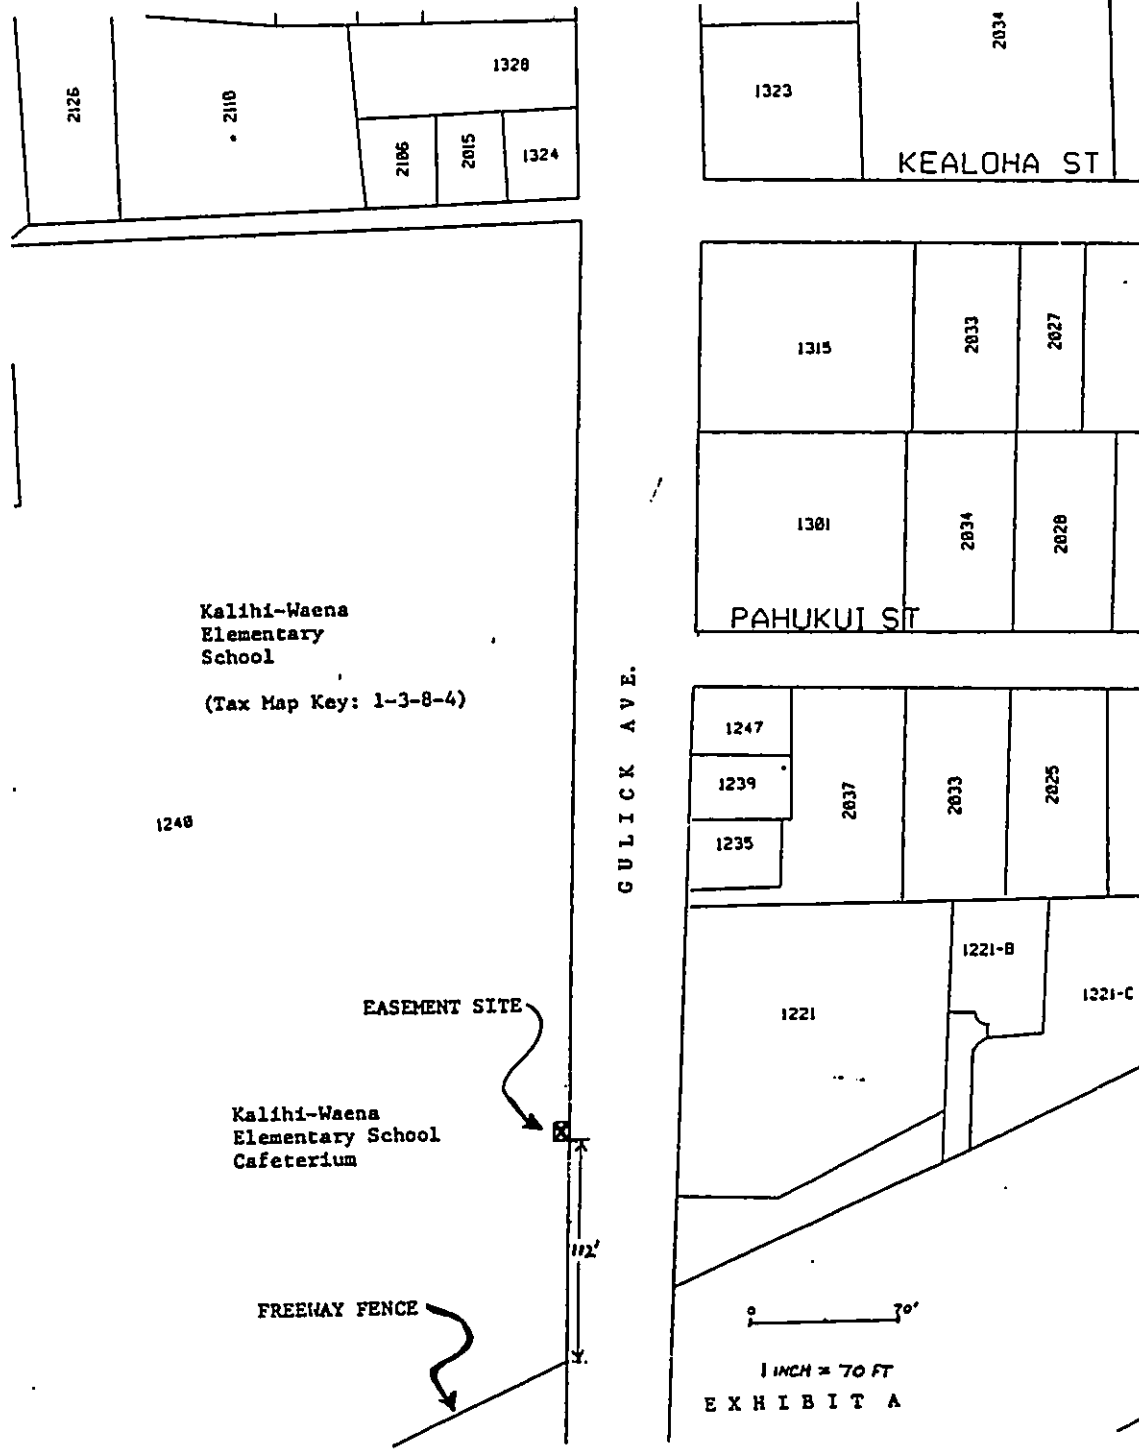 2126
2110
1328
2106
2015
1324
1323
2034
KEALOHA ST
1315
2033
2027
1301
2034
2028
PAHUKUI ST
Kalihi-Waena
Elementary
School
(Tax Map Key: 1-3-8-4)
1240
GULICK AVE.
1247
1239
1235
2037
2033
2025
1221
1221-B
1221-C
EASEMENT SITE
Kalihi-Waena
Elementary School
Cafeterium
112'
FREEWAY FENCE
0 70'
1 INCH = 70 FT
EXHIBIT A